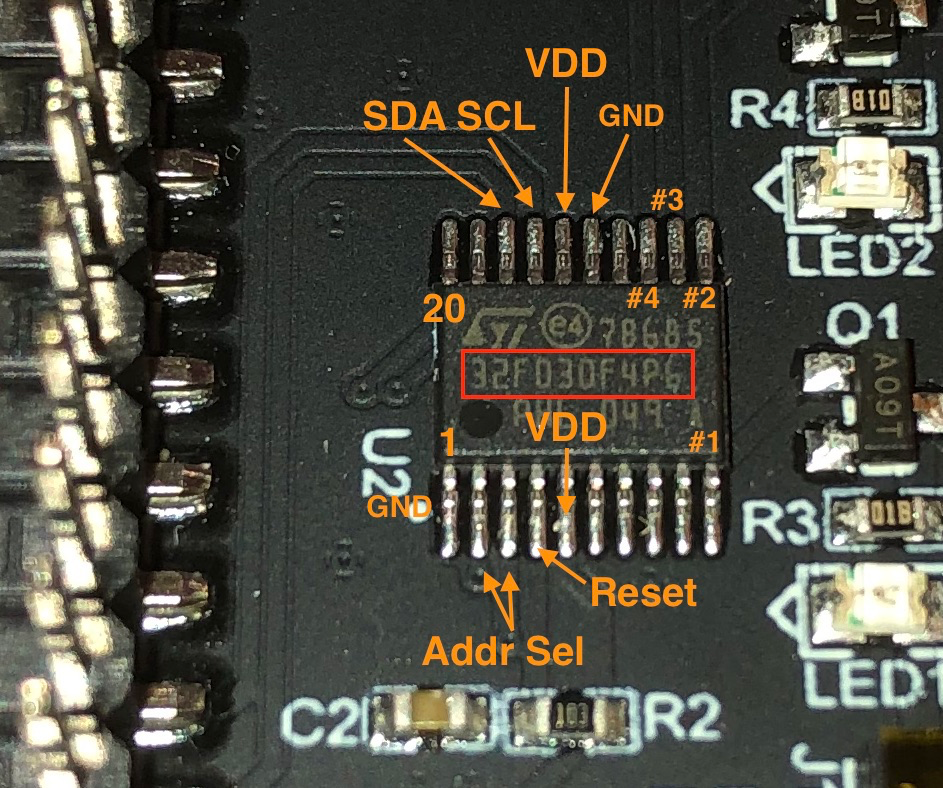 VDD
SDA SCL
GND
R4
01B
#3
LED2
20
#4 #2
e4
78685
32F030F4P6
049 A
VDD
1
#1
U2
GND
Q1
A09T
R3
01B
Reset
Addr Sel
LED1
C2
103
R2